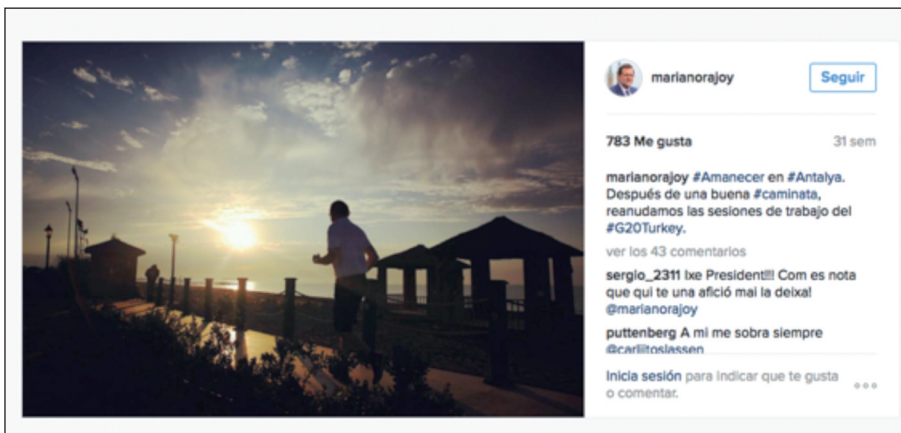 marianorajoy
Seguir
783 Me gusta 31 sem
marianorajoy #Amanecer en #Antalya.
Después de una buena #caminata,
reanudamos las sesiones de trabajo del
#G20Turkey.
ver los 43 comentarios
sergio_2311 Ixe President!!! Com es nota
que qui te una afició mai la deixa!
@marianorajoy
puttenberg A mi me sobra siempre
@carliitoslassen
Inicia sesión para indicar que te gusta
o comentar.